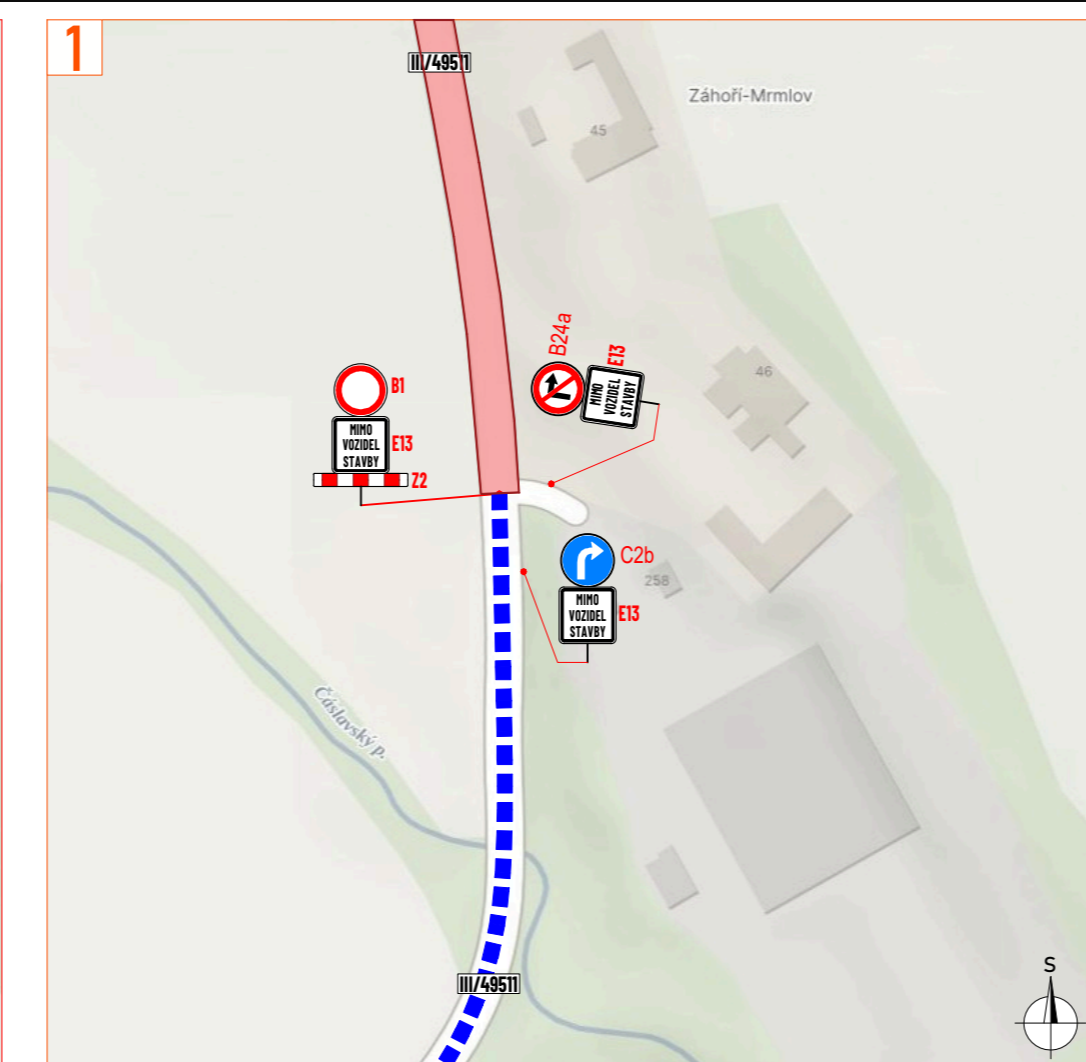 1
III/49511
Záhoří-Mrmlov
45
B24a
E13
MIMO
VOZIDEL
STAVBY
46
B1
MIMO
VOZIDEL
STAVBY
E13
Z2
C2b
258
MIMO
VOZIDEL
STAVBY
E13
Čáslavský p.
III/49511
S